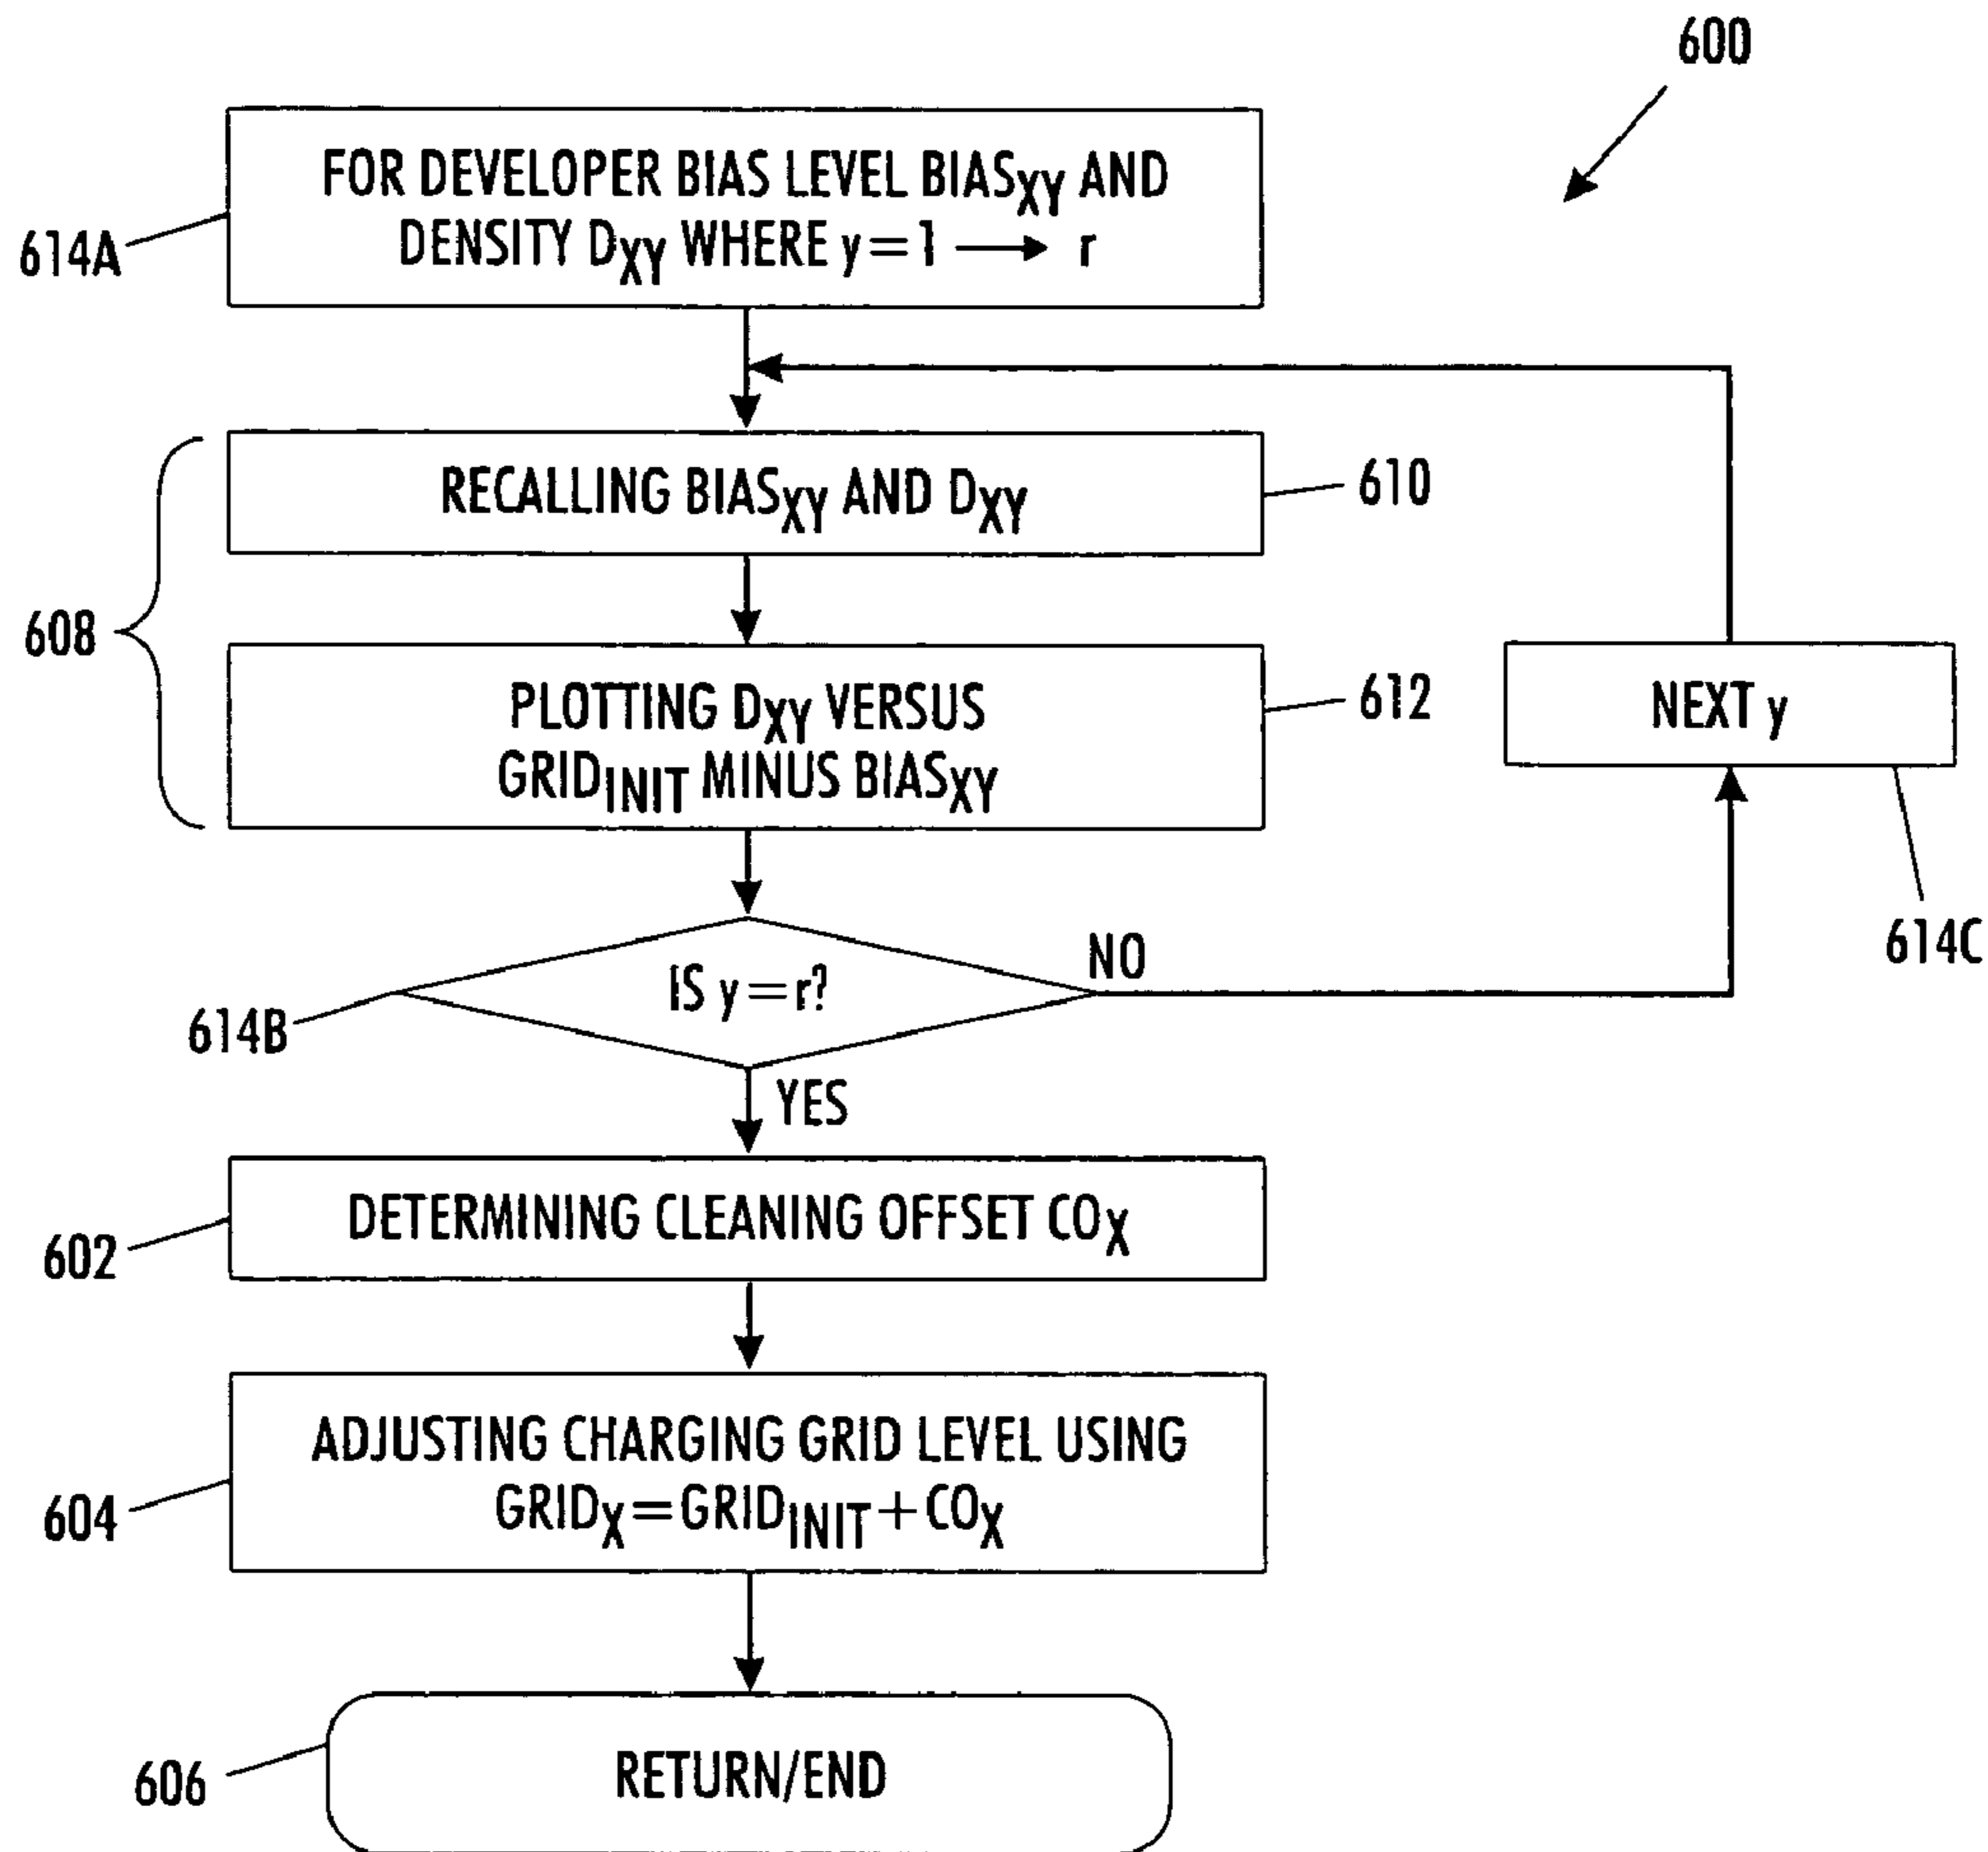 600
FOR DEVELOPER BIAS LEVEL BIASXY AND
DENSITY DXY WHERE y=1 → r
614A
RECALLING BIASXY AND DXY
610
608
PLOTTING DXY VERSUS
GRIDINIT MINUS BIASXY
612
NEXT y
614C
IS y=r?
NO
614B
YES
DETERMINING CLEANING OFFSET COX
602
ADJUSTING CHARGING GRID LEVEL USING
GRIDX=GRIDINIT+COX
604
RETURN/END
606